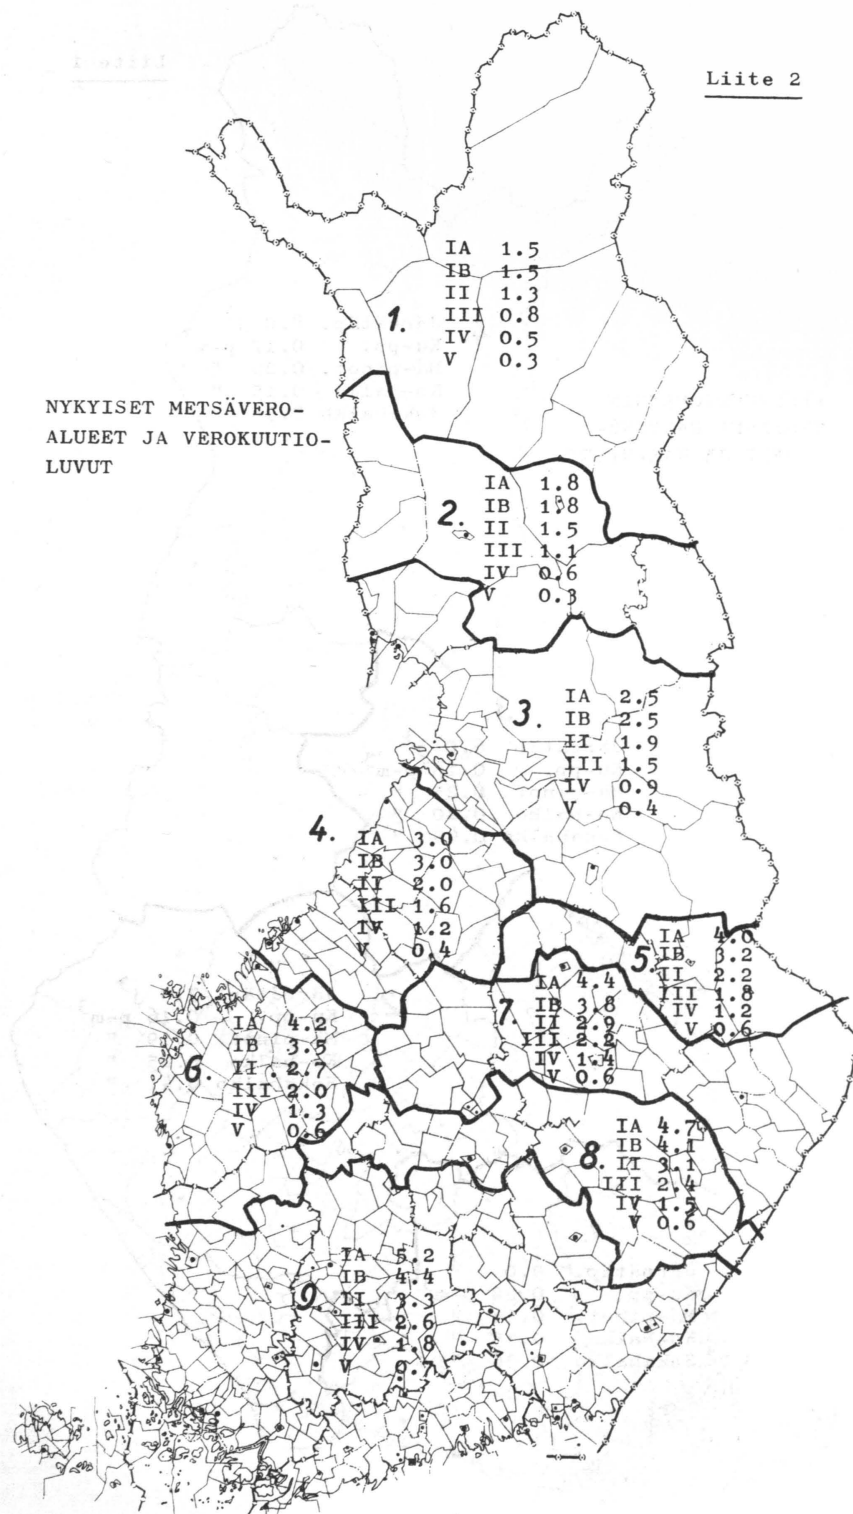 Liite 2
IA 1.5
IB 1.5
II 1.3
1. III 0.8
IV 0.5
V 0.3
NYKYISET METSÄVERO-
ALUEET JA VEROKUUTIO-
LUVUT
IA 1.8
IB 1.8
2. II 1.5
III 1.1
IV 0.6
V 0.3
IA 2.5
3. IB 2.5
II 1.9
III 1.5
IV 0.9
V 0.4
4. IA 3.0
IB 3.0
II 2.0
III 1.6
IV 1.2
V 0.4
IA 4.0
5. IB 3.2
II 2.2
III 1.8
IV 1.2
V 0.6
IA 4.4
7. IB 3.8
II 2.9
III 2.2
IV 1.4
V 0.6
IA 4.2
IB 3.5
6. II 2.7
III 2.0
IV 1.3
V 0.6
IA 4.7
IB 4.1
8. II 3.1
III 2.4
IV 1.5
V 0.6
IA 5.2
IB 4.4
9. II 3.3
III 2.6
IV 1.8
V 0.7